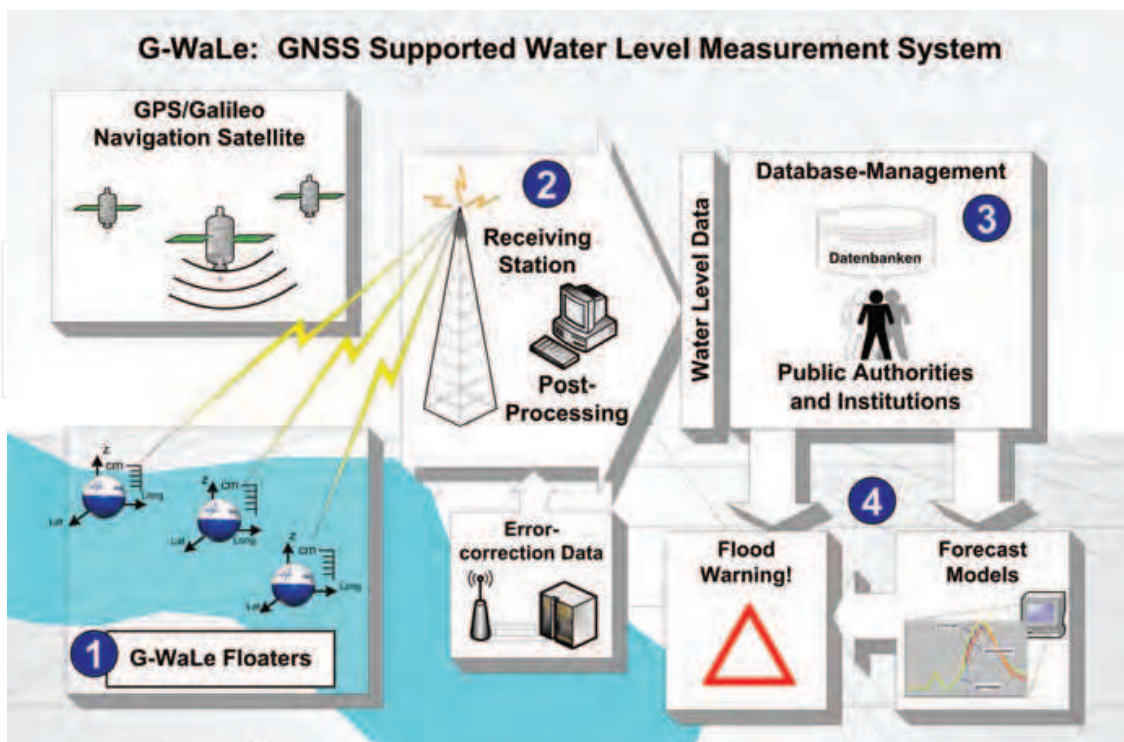 G-WaLe: GNSS Supported Water Level Measurement System
GPS/Galileo
Navigation Satellite
2
Receiving
Station
Post-
Processing
Water Level Data
Database-Management
3
Datenbanken
Public Authorities
and Institutions
z
cm
Long
Lat
z
cm
Long
Lat
z
cm
Long
Lat
1
G-WaLe Floaters
Error-
correction Data
4
Flood
Warning!
Forecast
Models